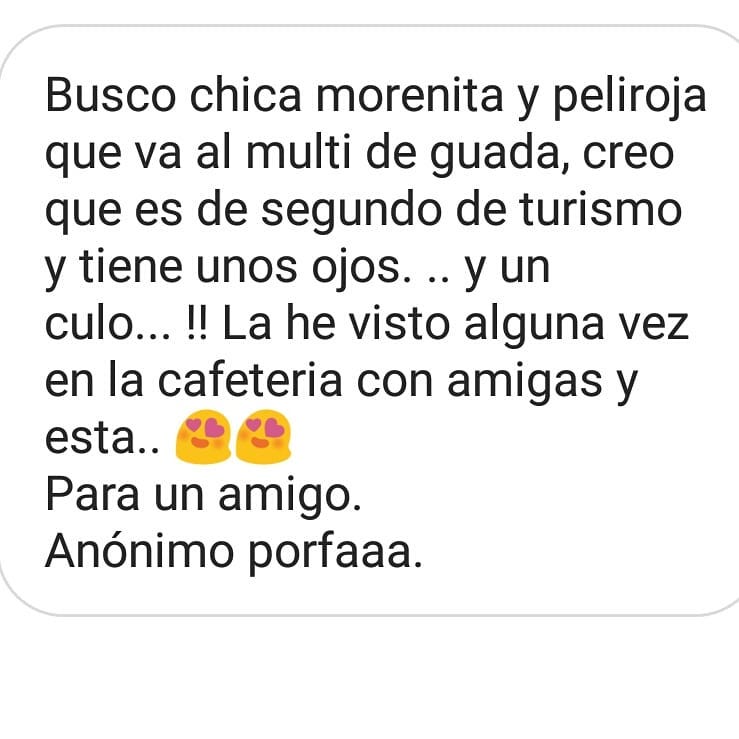 Busco chica morenita y peliroja
que va al multi de guada, creo
que es de segundo de turismo
y tiene unos ojos. .. y un
culo... !! La he visto alguna vez
en la cafeteria con amigas y
esta.. 😍😍
Para un amigo.
Anónimo porfaaa.